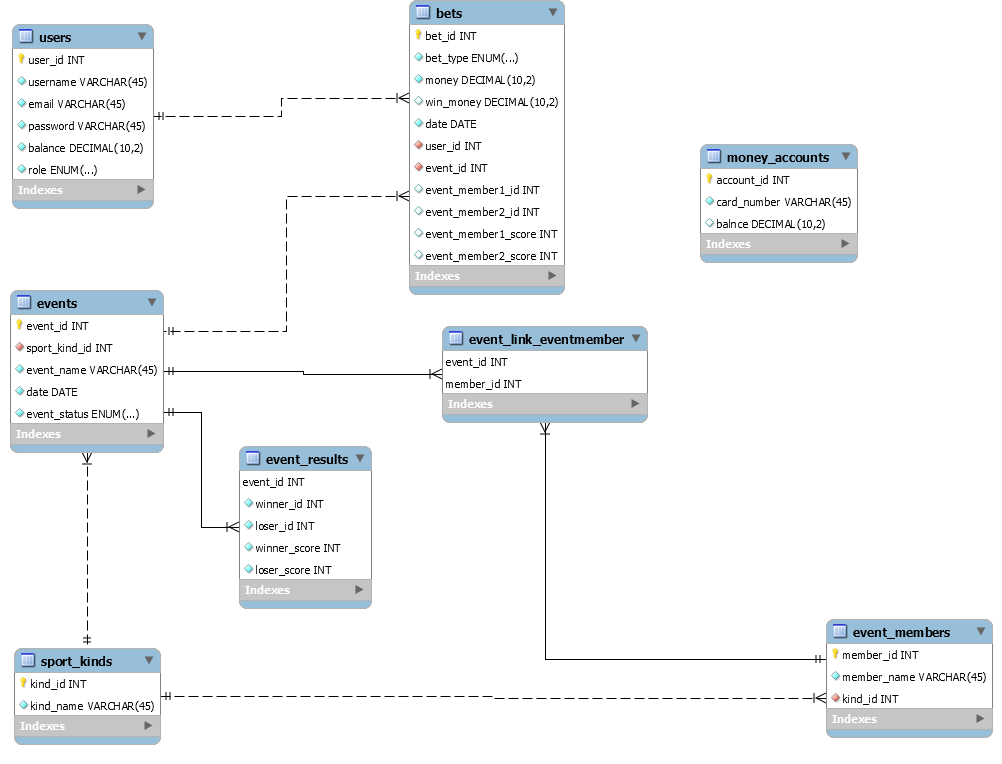 users
user_id INT
username VARCHAR(45)
email VARCHAR(45)
password VARCHAR(45)
balance DECIMAL(10,2)
role ENUM(...)
Indexes
bets
bet_id INT
bet_type ENUM(...)
money DECIMAL(10,2)
win_money DECIMAL(10,2)
date DATE
user_id INT
event_id INT
event_member1_id INT
event_member2_id INT
event_member1_score INT
event_member2_score INT
Indexes
money_accounts
account_id INT
card_number VARCHAR(45)
balnce DECIMAL(10,2)
Indexes
events
event_id INT
sport_kind_id INT
event_name VARCHAR(45)
date DATE
event_status ENUM(...)
Indexes
event_link_eventmember
event_id INT
member_id INT
Indexes
event_results
event_id INT
winner_id INT
loser_id INT
winner_score INT
loser_score INT
Indexes
sport_kinds
kind_id INT
kind_name VARCHAR(45)
Indexes
event_members
member_id INT
member_name VARCHAR(45)
kind_id INT
Indexes